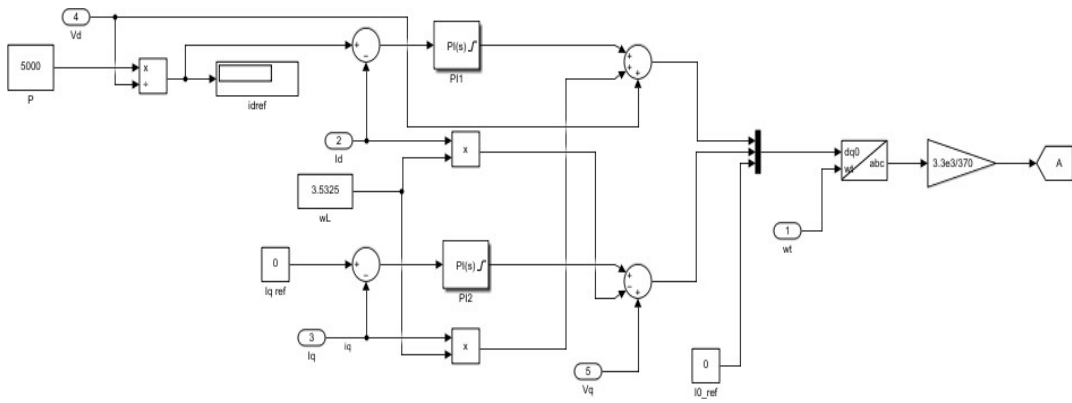 4
Vd
5000
P
x
÷
idref
+
−
PI(s)
PI1
+
+
+
2
Id
x
3.5325
wL
0
Iq ref
+
−
PI(s)
PI2
+
−
+
3
Iq
iq
x
5
Vq
0
I0_ref
dq0
wt
abc
1
wt
3.3e3/370
A